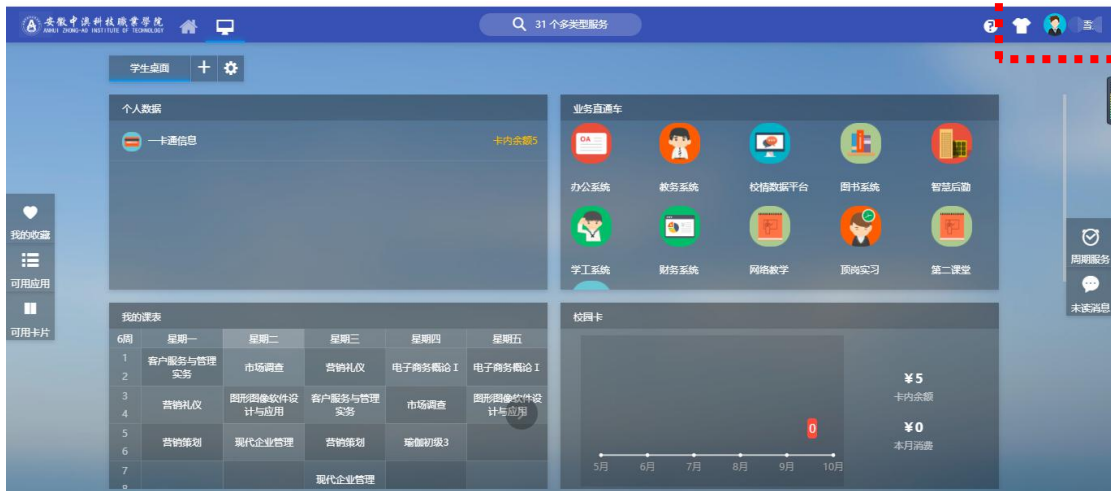 安徽中澳科技職業學院
ANHUI ZHONG-AO INSTITUTE OF TECHNOLOGY
31 个多类型服务
学生桌面
个人数据
一卡通信息
卡内余额5
业务直通车
OA
办公系统
教务系统
校情数据平台
图书系统
智慧后勤
学工系统
财务系统
网络教学
顶岗实习
第二课堂
我的收藏
可用应用
可用卡片
周期服务
未读消息
我的课表
6周 星期一 星期二 星期三 星期四 星期五
1 2 客户服务与管理实务 市场调查 营销礼仪 电子商务概论 I 电子商务概论 I
3 4 营销礼仪 图形图像软件设计与应用 客户服务与管理实务 市场调查 图形图像软件设计与应用
5 6 营销策划 现代企业管理 营销策划 瑜伽初级3
7 现代企业管理
校园卡
0
5月 6月 7月 8月 9月 10月
¥5
卡内余额
¥0
本月消费